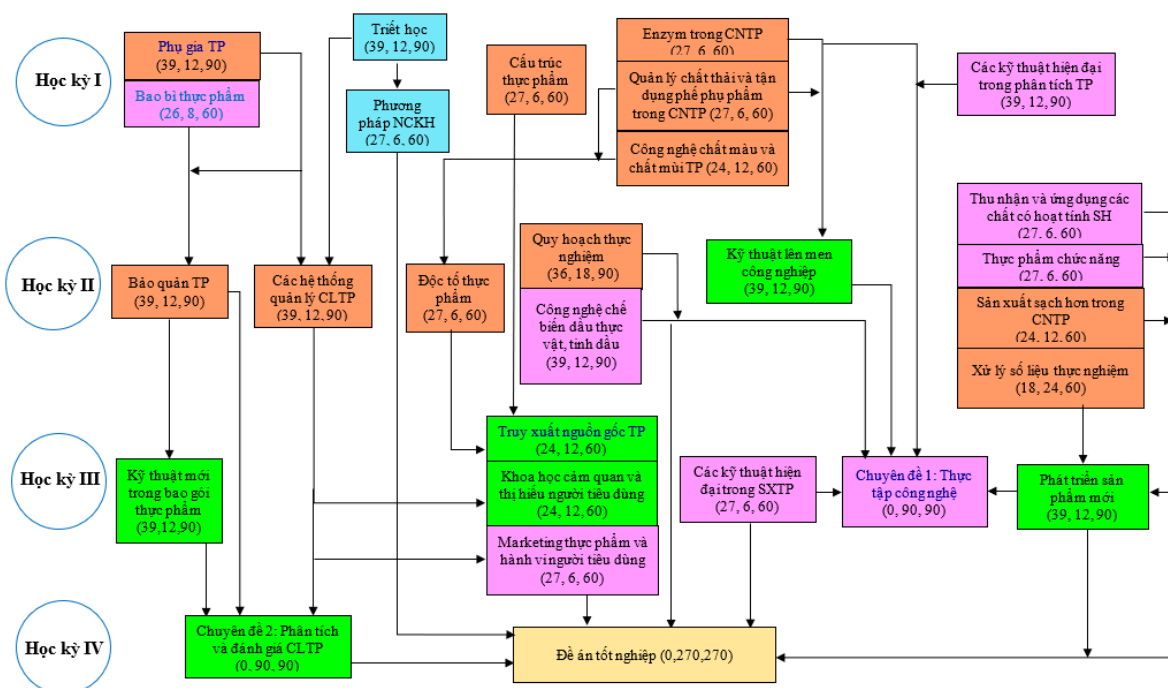 Học kỳ I
Phụ gia TP
(39, 12,90)
Bao bì thực phẩm
(26, 8, 60)
Triết học
(39, 12, 90)
Phương
pháp NCKH
(27, 6, 60)
Cấu trúc
thực phẩm
(27, 6, 60)
Enzym trong CNTP
(27, 6, 60)
Quản lý chất thải và tận
dụng phế phụ phẩm
trong CNTP (27, 6, 60)
Công nghệ chất màu và
chất mùi TP (24, 12, 60)
Các kỹ thuật hiện đại
trong phân tích TP
(39, 12, 90)
Học kỳ II
Bảo quản TP
(39, 12, 90)
Các hệ thống
quản lý CLTP
(39, 12, 90)
Độc tố thực
phẩm
(27, 6, 60)
Quy hoạch thực
nghiệm
(36, 18, 90)
Công nghệ chế
biến dầu thực
vật, tinh dầu
(39, 12, 90)
Kỹ thuật lên men
công nghiệp
(39, 12, 90)
Thu nhận và ứng dụng các
chất có hoạt tính SH
(27, 6, 60)
Thực phẩm chức năng
(27, 6, 60)
Sản xuất sạch hơn trong
CNTP
(24, 12, 60)
Xử lý số liệu thực nghiệm
(18, 24, 60)
Học kỳ III
Kỹ thuật mới
trong bao gói
thực phẩm
(39,12,90)
Truy xuất nguồn gốc TP
(24, 12, 60)
Khoa học cảm quan và
thị hiếu người tiêu dùng
(24, 12, 60)
Marketing thực phẩm và
hành vi người tiêu dùng
(27, 6, 60)
Các kỹ thuật hiện
đại trong SXTP
(27, 6, 60)
Chuyên đề 1: Thực
tập công nghệ
(0, 90, 90)
Phát triển sản
phẩm mới
(39, 12, 90)
Học kỳ IV
Chuyên đề 2: Phân tích
và đánh giá CLTP
(0, 90, 90)
Đề án tốt nghiệp (0,270,270)